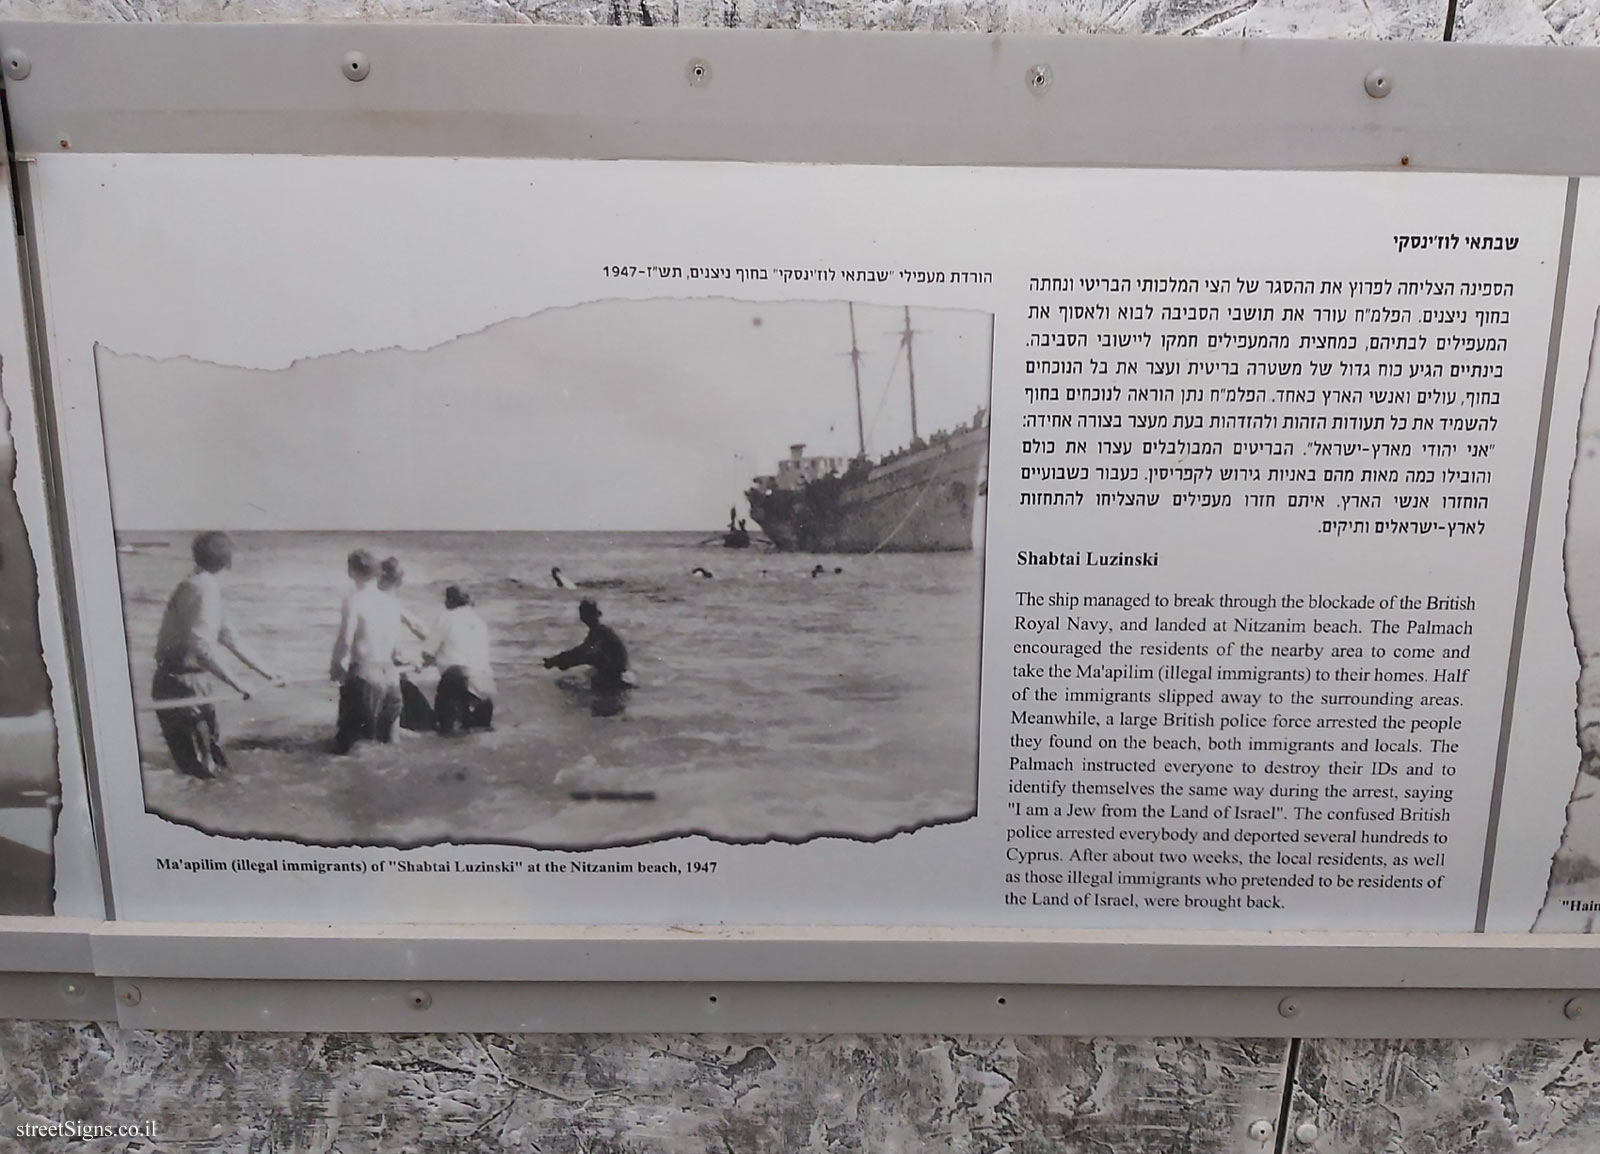 שבתאי לוז'ינסקי
הספינה הצליחה לפרוץ את ההסגר של הצי המלכותי הבריטי ונחתה
בחוף ניצנים. הפלמ"ח עורר את תושבי הסביבה לבוא ולאסוף את
המעפילים לבתיהם, כמחצית מהמעפילים חמקו ליישובי הסביבה.
בינתיים הגיע כוח גדול של משטרה בריטית ועצר את כל הנוכחים
בחוף, עולים ואנשי הארץ כאחד. הפלמ"ח נתן הוראה לנוכחים בחוף
להשמיד את כל תעודות הזהות ולהזדהות בעת מעצר בצורה אחידה:
"אני יהודי מארץ-ישראל". הבריטים המבולבלים עצרו את כולם
והובילו כמה מאות מהם באניות גירוש לקפריסין. כעבור כשבועיים
הוחזרו אנשי הארץ. איתם חזרו מעפילים שהצליחו להתחזות
לארץ-ישראלים ותיקים.
הורדת מעפילי "שבתאי לוז'ינסקי" בחוף ניצנים, תש"ז-1947
Shabtai Luzinski
The ship managed to break through the blockade of the British
Royal Navy, and landed at Nitzanim beach. The Palmach
encouraged the residents of the nearby area to come and
take the Ma'apilim (illegal immigrants) to their homes. Half
of the immigrants slipped away to the surrounding areas.
Meanwhile, a large British police force arrested the people
they found on the beach, both immigrants and locals. The
Palmach instructed everyone to destroy their IDs and to
identify themselves the same way during the arrest, saying
"I am a Jew from the Land of Israel". The confused British
police arrested everybody and deported several hundreds to
Cyprus. After about two weeks, the local residents, as well
as those illegal immigrants who pretended to be residents of
the Land of Israel, were brought back.
Ma'apilim (illegal immigrants) of "Shabtai Luzinski" at the Nitzanim beach, 1947
streetSigns.co.il